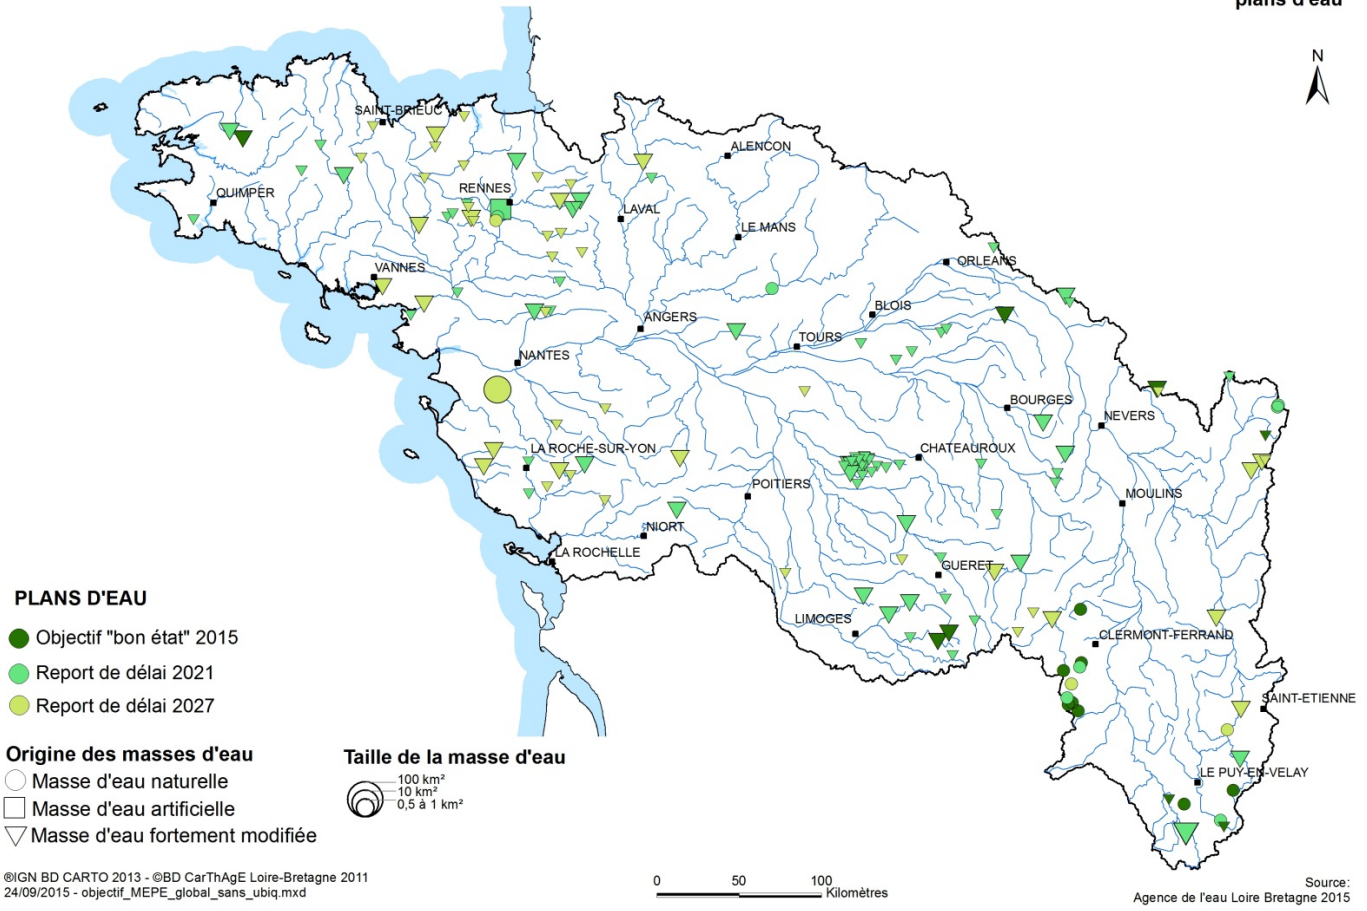 plans d'eau
N
SAINT-BRIEUC
ALENCON
QUIMPER
RENNES
LAVAL
LE MANS
VANNES
ORLEANS
BLOIS
ANGERS
TOURS
NANTES
BOURGES
NEVERS
LA ROCHE-SUR-YON
CHATEAUROUX
POITIERS
MOULINS
NIORT
LA ROCHELLE
GUERET
LIMOGES
CLERMONT-FERRAND
SAINT-ETIENNE
LE PUY-EN-VELAY
PLANS D'EAU
Objectif "bon état" 2015
Report de délai 2021
Report de délai 2027
Origine des masses d'eau
Masse d'eau naturelle
Masse d'eau artificielle
Masse d'eau fortement modifiée
Taille de la masse d'eau
100 km²
10 km²
0,5 à 1 km²
®IGN BD CARTO 2013 - ©BD CarThAgE Loire-Bretagne 2011
24/09/2015 - objectif_MEPE_global_sans_ubiq.mxd
0 50 100
Kilomètres
Source:
Agence de l'eau Loire Bretagne 2015